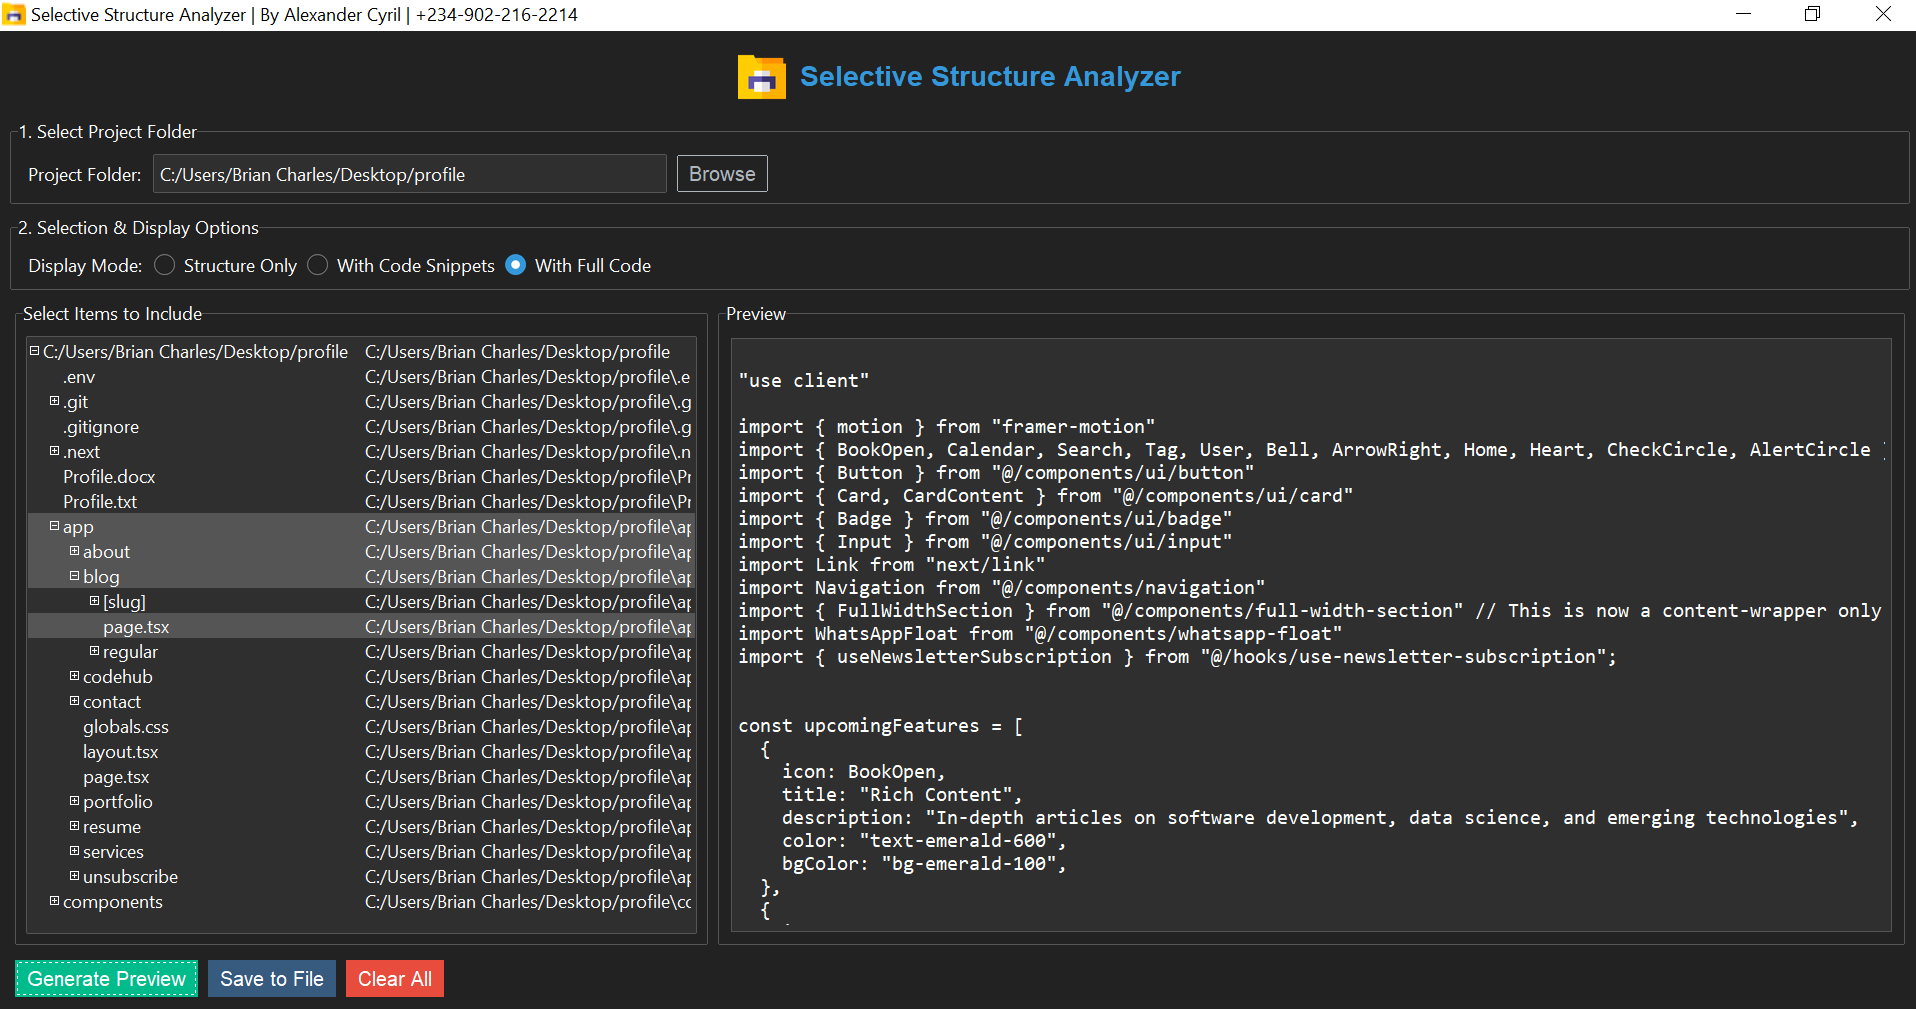 Selective Structure Analyzer | By Alexander Cyril | +234-902-216-2214
Selective Structure Analyzer
1. Select Project Folder
Project Folder: C:/Users/Brian Charles/Desktop/profile Browse
2. Selection & Display Options
Display Mode: Structure Only With Code Snippets With Full Code
Select Items to Include
C:/Users/Brian Charles/Desktop/profile C:/Users/Brian Charles/Desktop/profile
.env C:/Users/Brian Charles/Desktop/profile\.e
.git C:/Users/Brian Charles/Desktop/profile\.g
.gitignore C:/Users/Brian Charles/Desktop/profile\.g
.next C:/Users/Brian Charles/Desktop/profile\.n
Profile.docx C:/Users/Brian Charles/Desktop/profile\Pr
Profile.txt C:/Users/Brian Charles/Desktop/profile\Pr
app C:/Users/Brian Charles/Desktop/profile\ap
about C:/Users/Brian Charles/Desktop/profile\ap
blog C:/Users/Brian Charles/Desktop/profile\ap
[slug] C:/Users/Brian Charles/Desktop/profile\ap
page.tsx C:/Users/Brian Charles/Desktop/profile\ap
regular C:/Users/Brian Charles/Desktop/profile\ap
codehub C:/Users/Brian Charles/Desktop/profile\ap
contact C:/Users/Brian Charles/Desktop/profile\ap
globals.css C:/Users/Brian Charles/Desktop/profile\ap
layout.tsx C:/Users/Brian Charles/Desktop/profile\ap
page.tsx C:/Users/Brian Charles/Desktop/profile\ap
portfolio C:/Users/Brian Charles/Desktop/profile\ap
resume C:/Users/Brian Charles/Desktop/profile\ap
services C:/Users/Brian Charles/Desktop/profile\ap
unsubscribe C:/Users/Brian Charles/Desktop/profile\ap
components C:/Users/Brian Charles/Desktop/profile\co
Preview
"use client"
import { motion } from "framer-motion"
import { BookOpen, Calendar, Search, Tag, User, Bell, ArrowRight, Home, Heart, CheckCircle, AlertCircle }
import { Button } from "@/components/ui/button"
import { Card, CardContent } from "@/components/ui/card"
import { Badge } from "@/components/ui/badge"
import { Input } from "@/components/ui/input"
import Link from "next/link"
import Navigation from "@/components/navigation"
import { FullWidthSection } from "@/components/full-width-section" // This is now a content-wrapper only
import WhatsAppFloat from "@/components/whatsapp-float"
import { useNewsletterSubscription } from "@/hooks/use-newsletter-subscription";
const upcomingFeatures = [
{
icon: BookOpen,
title: "Rich Content",
description: "In-depth articles on software development, data science, and emerging technologies",
color: "text-emerald-600",
bgColor: "bg-emerald-100",
},
{
Generate Preview Save to File Clear All